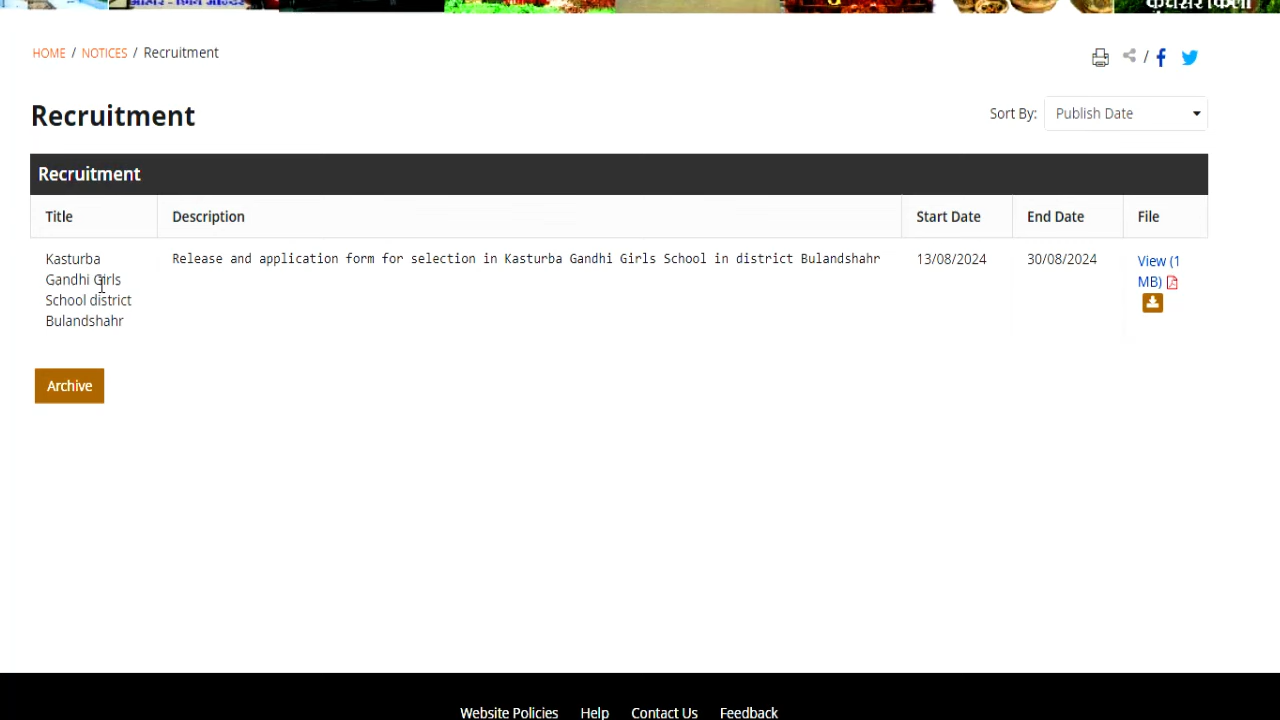 कुचेसर किला
HOME / NOTICES / Recruitment
/
Recruitment
Sort By: Publish Date
Recruitment
Title Description Start Date End Date File
Kasturba Gandhi Girls School district Bulandshahr
Release and application form for selection in Kasturba Gandhi Girls School in district Bulandshahr
13/08/2024
30/08/2024
View (1
MB)
Archive
Website Policies Help Contact Us Feedback